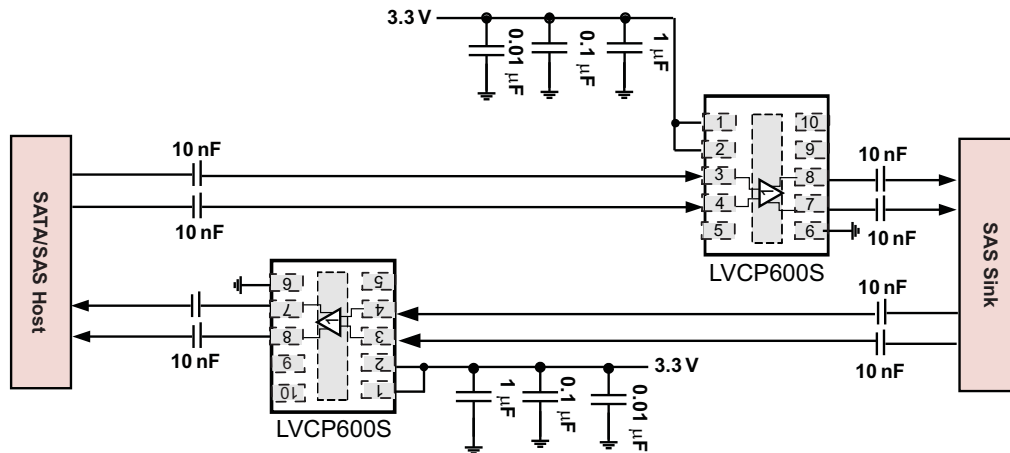 3.3 V
0.01 µF
0.1 µF
1 µF
1
2
3
4
5
10
9
8
7
6
1
LVCP600S
10 nF
10 nF
10 nF
10 nF
SATA/SAS Host
SAS Sink
6
7
8
9
10
5
4
3
2
1
1
LVCP600S
10 nF
10 nF
10 nF
10 nF
3.3 V
1 µF
0.1 µF
0.01 µF